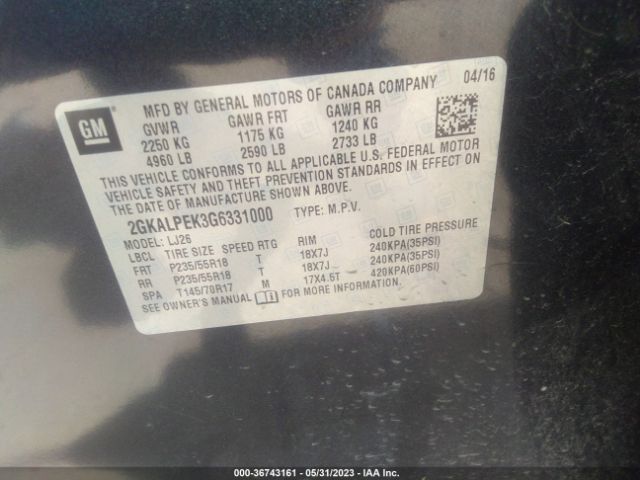 GM MFD BY GENERAL MOTORS OF CANADA COMPANY 04/16
GVWR GAWR FRT GAWR RR
2250 KG 1175 KG 1240 KG
4960 LB 2590 LB 2733 LB
THIS VEHICLE CONFORMS TO ALL APPLICABLE U.S. FEDERAL MOTOR
VEHICLE SAFETY AND THEFT PREVENTION STANDARDS IN EFFECT ON
THE DATE OF MANUFACTURE SHOWN ABOVE.
2GKALPEK3G6331000 TYPE: M.P.V.
MODEL: LJ26
LBCL TIRE SIZE SPEED RTG RIM COLD TIRE PRESSURE
FRT P235/55R18 T 18X7J 240KPA(35PSI)
RR P235/55R18 T 18X7J 240KPA(35PSI)
SPA T145/70R17 M 17X4.6T 420KPA(60PSI)
SEE OWNER'S MANUAL FOR MORE INFORMATION.
000-36743161 - 05/31/2023 - IAA Inc.